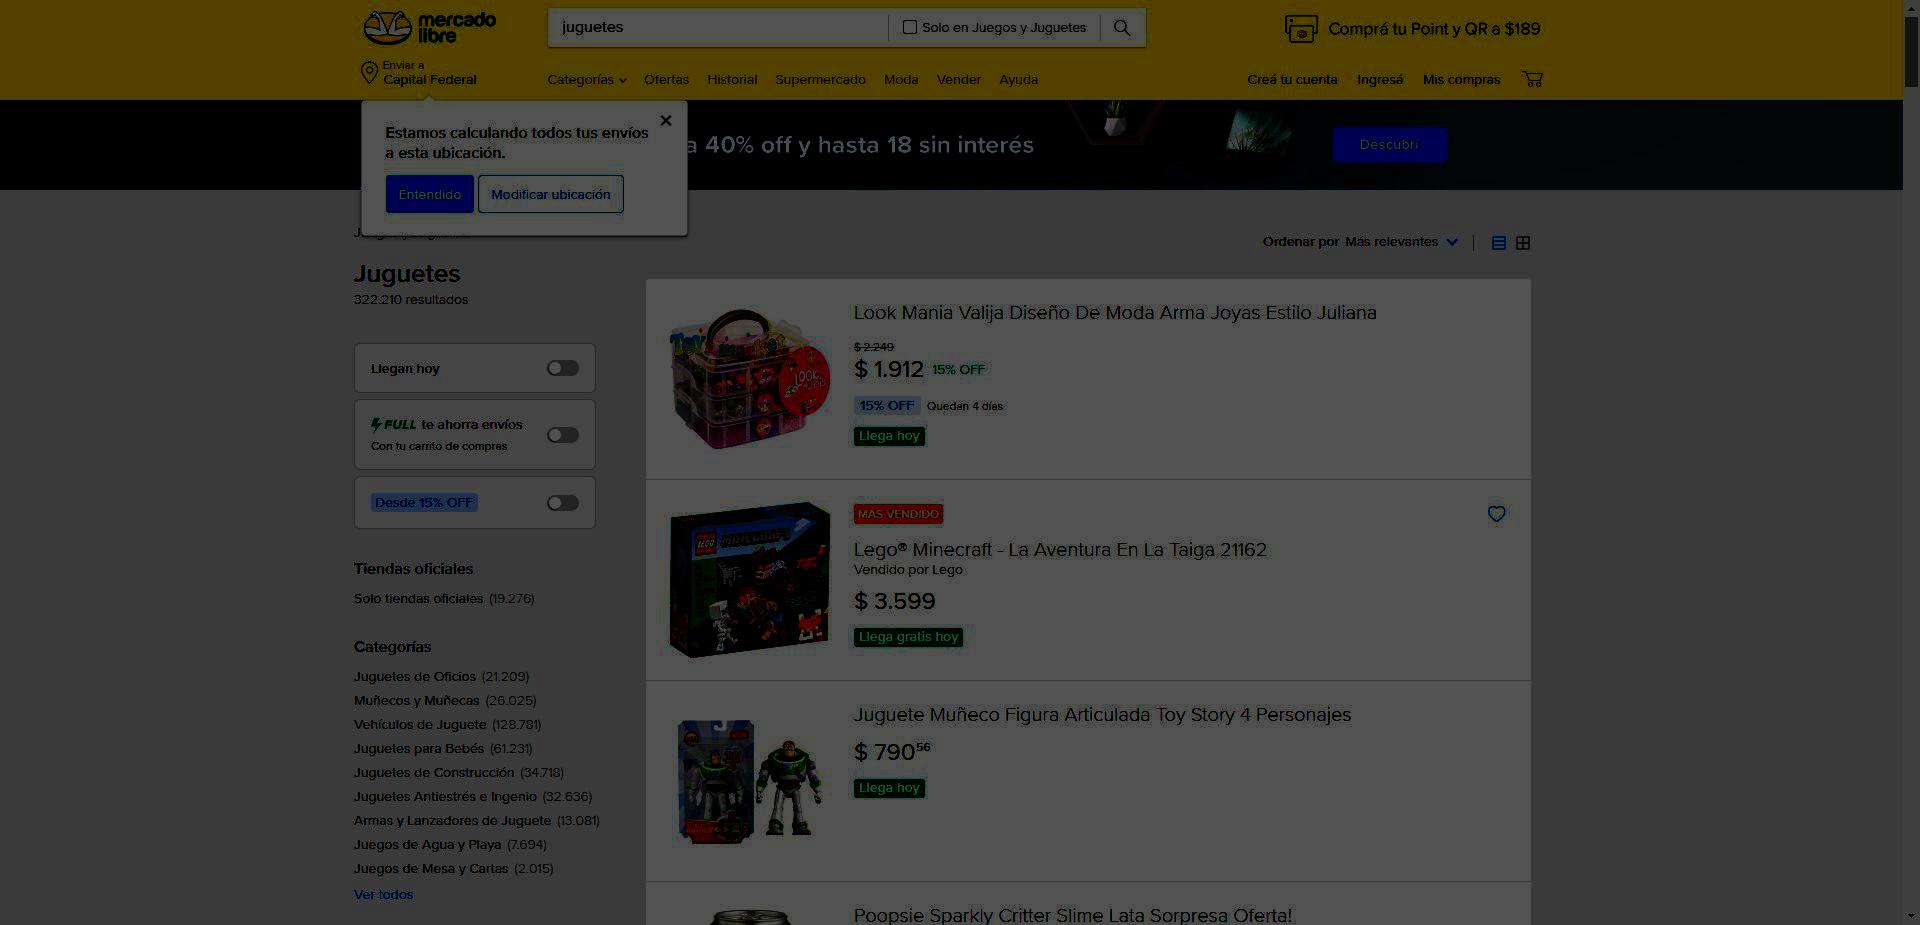 mercado
libre
juguetes
Solo en Juegos y Juguetes
Comprá tu Point y QR a $189
Enviar a
Capital Federal
Categorías
Ofertas
Historial
Supermercado
Moda
Vender
Ayuda
Creá tu cuenta
Ingresá
Mis compras
Estamos calculando todos tus envíos
a esta ubicación.
Entendido
Modificar ubicación
a 40% off y hasta 18 sin interés
Descubrí
Ordenar por Más relevantes
Juguetes
322.210 resultados
Llegan hoy
FULL te ahorra envíos
Con tu carrito de compras
Desde 15% OFF
Tiendas oficiales
Solo tiendas oficiales (19.276)
Categorías
Juguetes de Oficios (21.209)
Muñecos y Muñecas (26.025)
Vehículos de Juguete (128.781)
Juguetes para Bebés (61.231)
Juguetes de Construcción (34.718)
Juguetes Antiestrés e Ingenio (32.636)
Armas y Lanzadores de Juguete (13.081)
Juegos de Agua y Playa (7.694)
Juegos de Mesa y Cartas (2.015)
Ver todos
Look Mania Valija Diseño De Moda Arma Joyas Estilo Juliana
$ 2.249
$ 1.912 15% OFF
15% OFF Quedan 4 días
Llega hoy
LEGO MINECRAFT
MÁS VENDIDO
Lego® Minecraft - La Aventura En La Taiga 21162
Vendido por Lego
$ 3.599
Llega gratis hoy
Juguete Muñeco Figura Articulada Toy Story 4 Personajes
$ 790 56
Llega hoy
Poopsie Sparkly Critter Slime Lata Sorpresa Oferta!